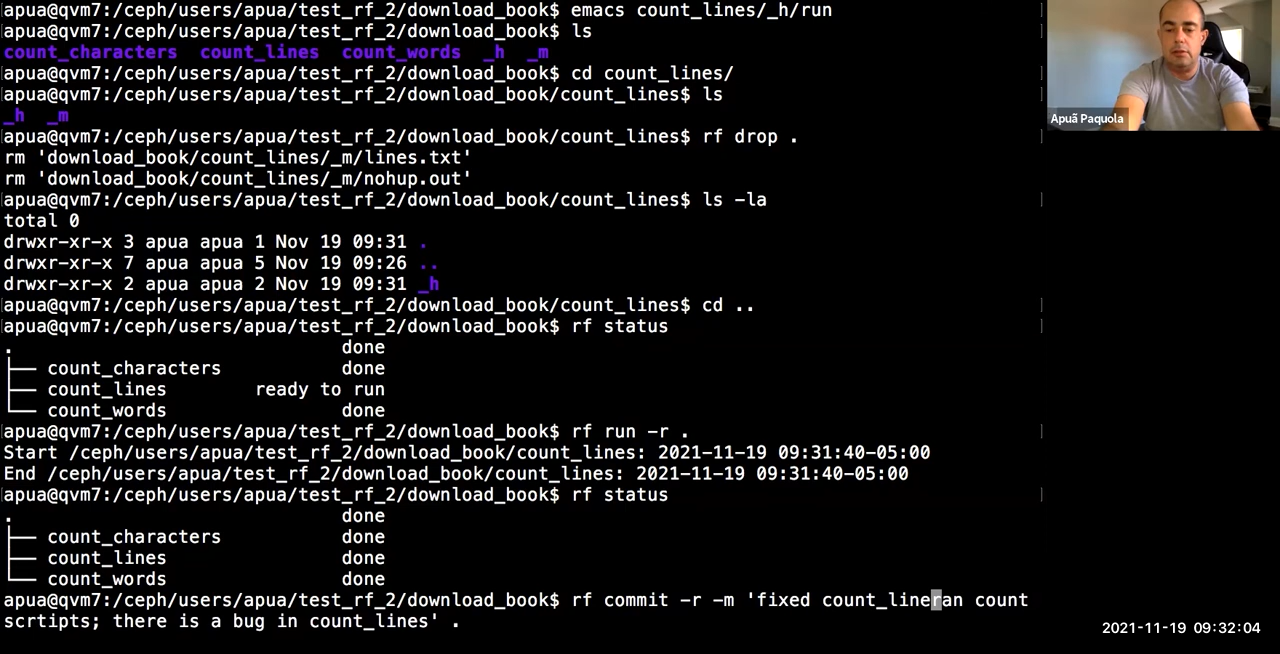 apua@qvm7:/ceph/users/apua/test_rf_2/download_book$ emacs count_lines/_h/run
apua@qvm7:/ceph/users/apua/test_rf_2/download_book$ ls
count_characters  count_lines  count_words  _h  _m
apua@qvm7:/ceph/users/apua/test_rf_2/download_book$ cd count_lines/
apua@qvm7:/ceph/users/apua/test_rf_2/download_book/count_lines$ ls
_h  _m
apua@qvm7:/ceph/users/apua/test_rf_2/download_book/count_lines$ rf drop .
rm 'download_book/count_lines/_m/lines.txt'
rm 'download_book/count_lines/_m/nohup.out'
apua@qvm7:/ceph/users/apua/test_rf_2/download_book/count_lines$ ls -la
total 0
drwxr-xr-x 3 apua apua 1 Nov 19 09:31 .
drwxr-xr-x 7 apua apua 5 Nov 19 09:26 ..
drwxr-xr-x 2 apua apua 2 Nov 19 09:31 _h
apua@qvm7:/ceph/users/apua/test_rf_2/download_book/count_lines$ cd ..
apua@qvm7:/ceph/users/apua/test_rf_2/download_book$ rf status
.                              done
├── count_characters           done
├── count_lines        ready to run
└── count_words                done
apua@qvm7:/ceph/users/apua/test_rf_2/download_book$ rf run -r .
Start /ceph/users/apua/test_rf_2/download_book/count_lines: 2021-11-19 09:31:40-05:00
End /ceph/users/apua/test_rf_2/download_book/count_lines: 2021-11-19 09:31:40-05:00
apua@qvm7:/ceph/users/apua/test_rf_2/download_book$ rf status
.                              done
├── count_characters           done
├── count_lines                done
└── count_words                done
apua@qvm7:/ceph/users/apua/test_rf_2/download_book$ rf commit -r -m 'fixed count_lineran count
scrtipts; there is a bug in count_lines' .
Apuã Paquola
2021-11-19 09:32:04